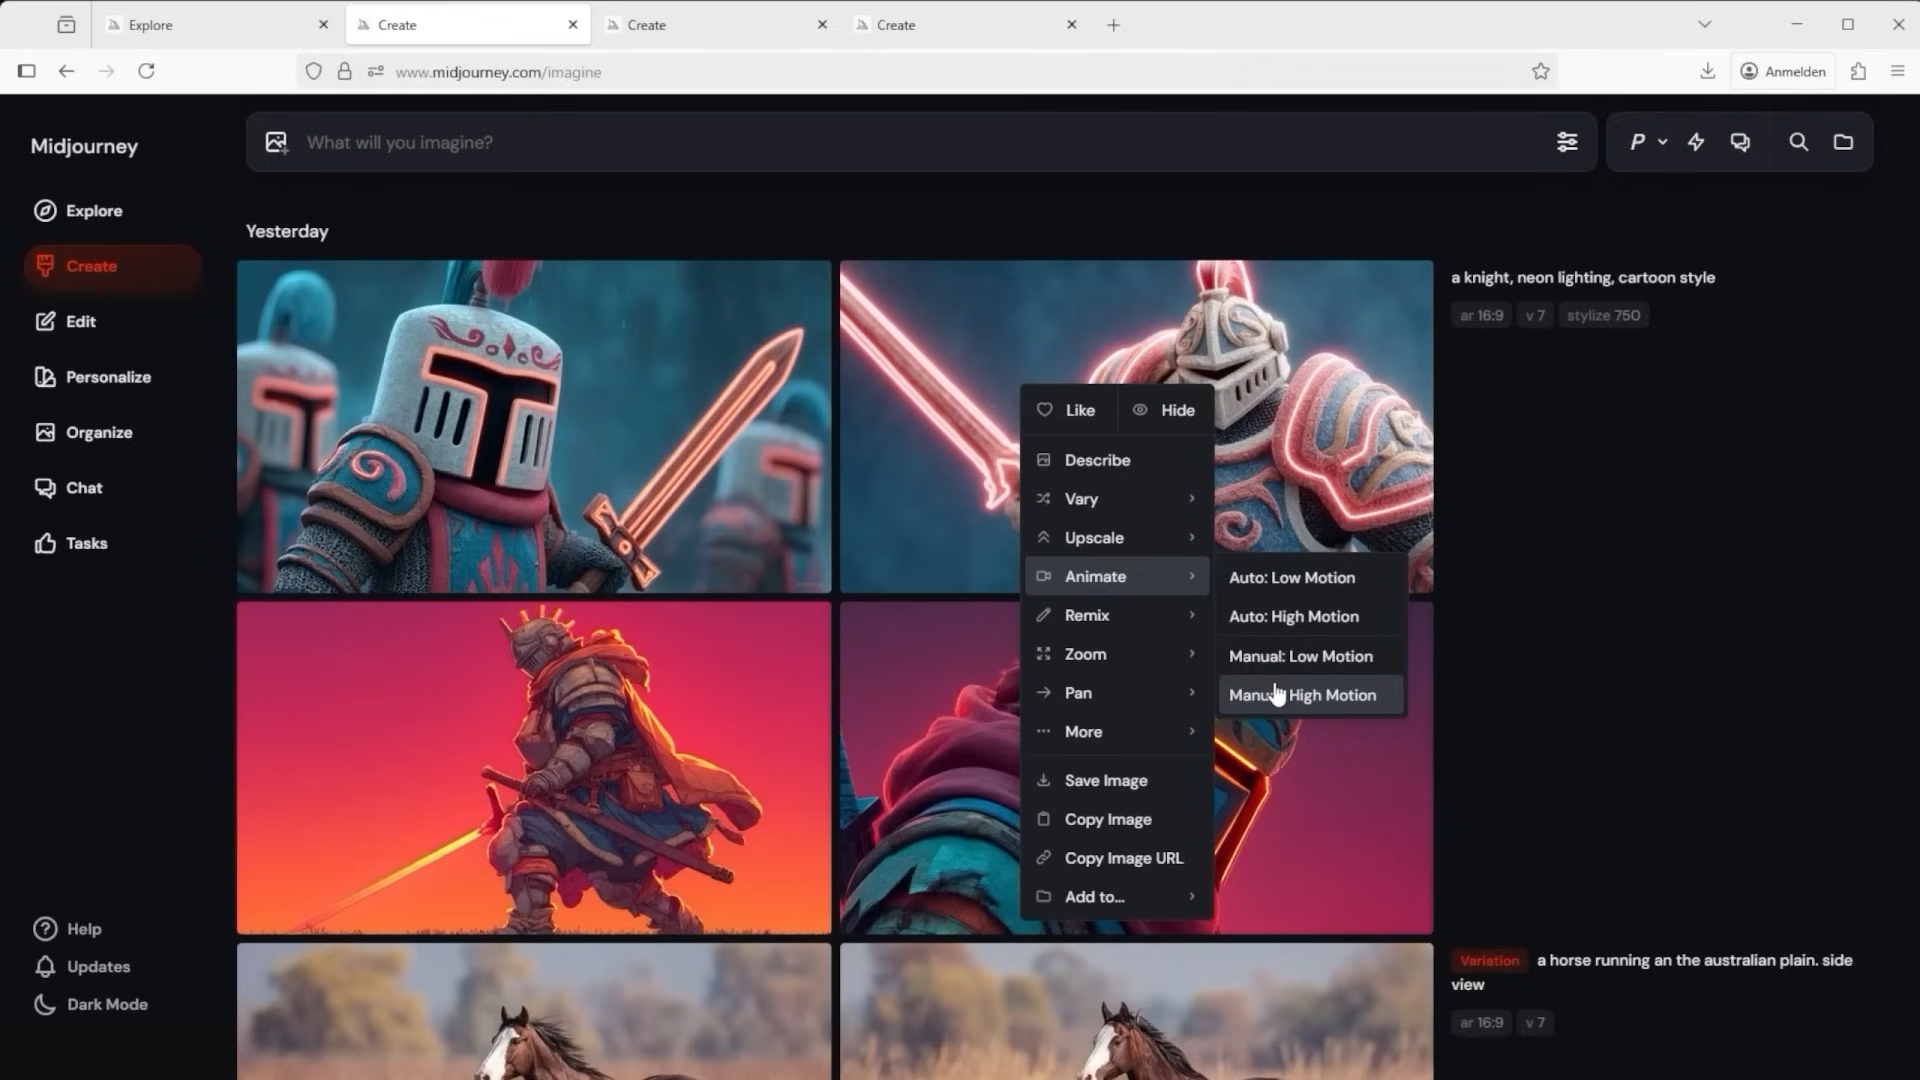 Explore
Create
Create
Create
www.midjourney.com/imagine
Anmelden
Midjourney
What will you imagine?
P
Explore
Create
Edit
Personalize
Organize
Chat
Tasks
Help
Updates
Dark Mode
Yesterday
a knight, neon lighting, cartoon style
ar 16:9 v 7 stylize 750
Like Hide
Describe
Vary
Upscale
Animate
Remix
Zoom
Pan
More
Save Image
Copy Image
Copy Image URL
Add to...
Auto: Low Motion
Auto: High Motion
Manual: Low Motion
Manual: High Motion
Variation a horse running an the australian plain. side
view
ar 16:9 v 7